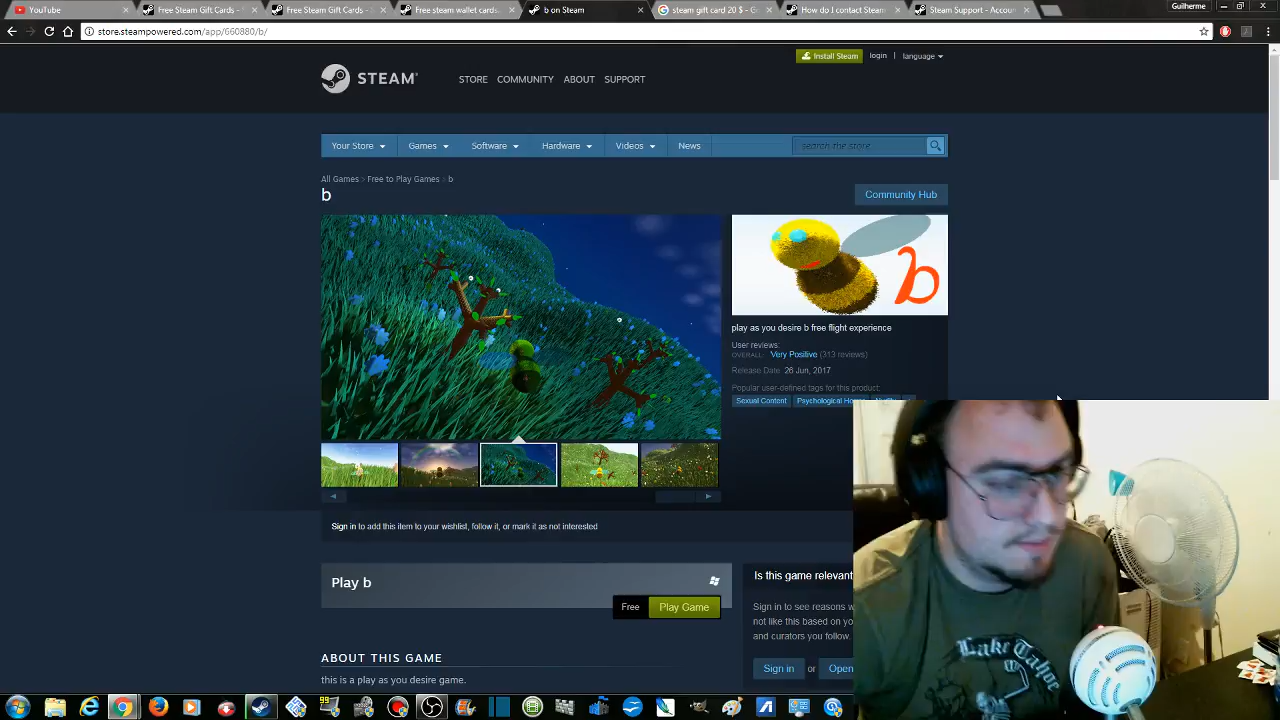 YouTube
Free Steam Gift Cards -
Free Steam Gift Cards -
Free steam wallet cards,
b on Steam
steam gift card 20 $ - Go
How do I contact Steam
Steam Support - Accoun
Guilherme
store.steampowered.com/app/660880/b/
Install Steam
login
language
STEAM
STORE
COMMUNITY
ABOUT
SUPPORT
Your Store
Games
Software
Hardware
Videos
News
search the store
All Games > Free to Play Games > b
b
Community Hub
b
play as you desire b free flight experience
User reviews:
OVERALL: Very Positive (313 reviews)
Release Date 26 Jun, 2017
Popular user-defined tags for this product:
Sexual Content
Psychological Ho
Sign in to add this item to your wishlist, follow it, or mark it as not interested
Play b
Free
Play Game
Is this game relevant
Sign in to see reasons w
not like this based on yo
and curators you follow.
Sign in
or
Open
ABOUT THIS GAME
this is a play as you desire game.
Lake Tahoe
99